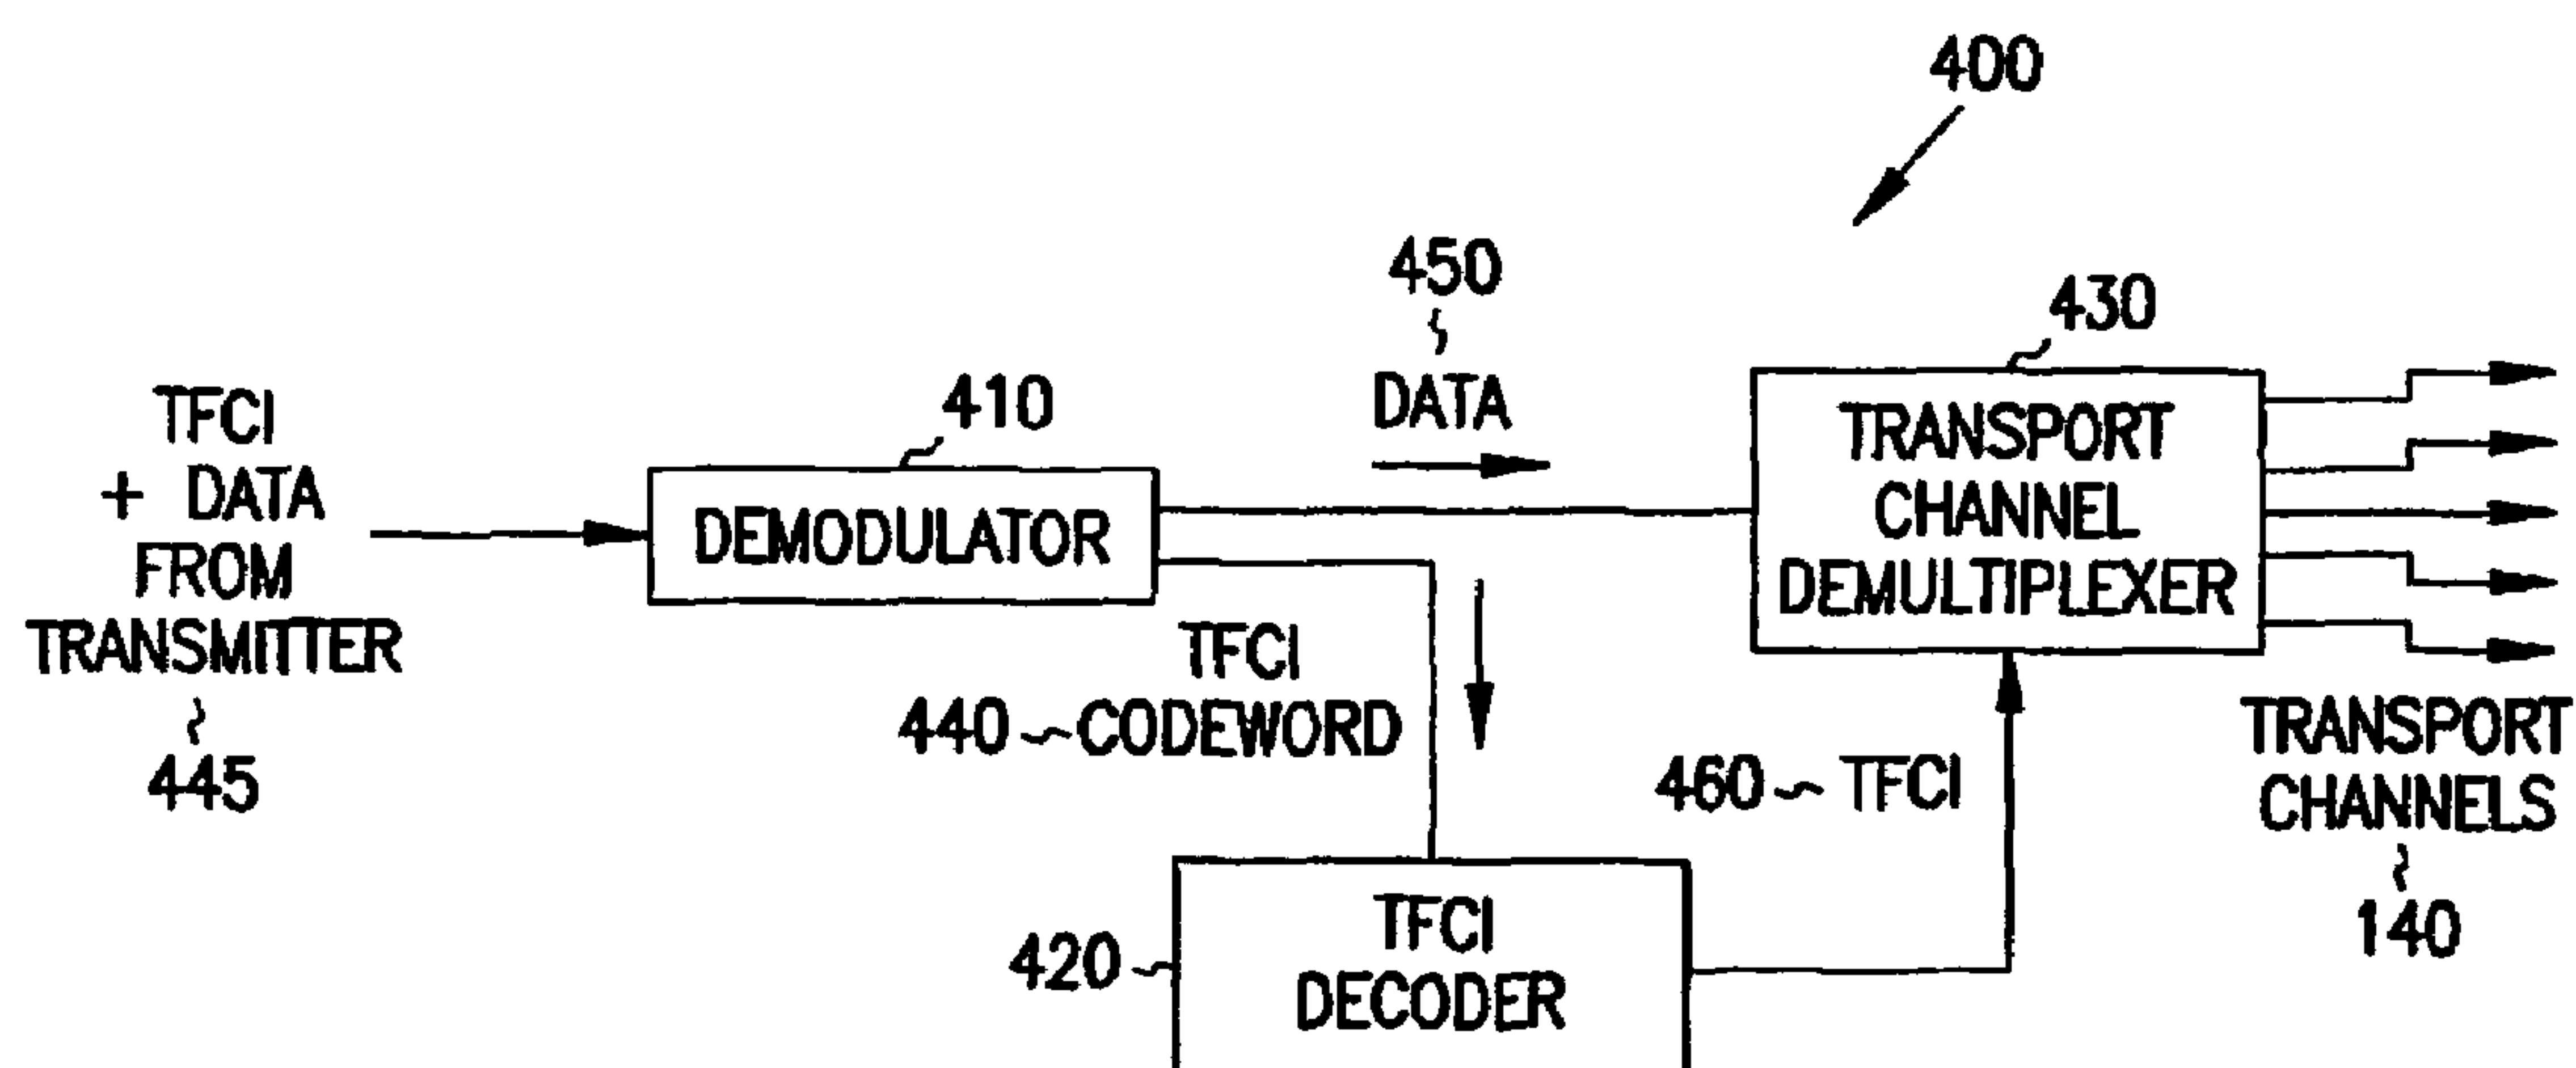 400
450
DATA
430
TRANSPORT
CHANNEL
DEMULTIPLEXER
410
DEMODULATOR
TFCI
+ DATA
FROM
TRANSMITTER
445
TFCI
440 CODEWORD
460 TFCI
TRANSPORT
CHANNELS
140
420
TFCI
DECODER